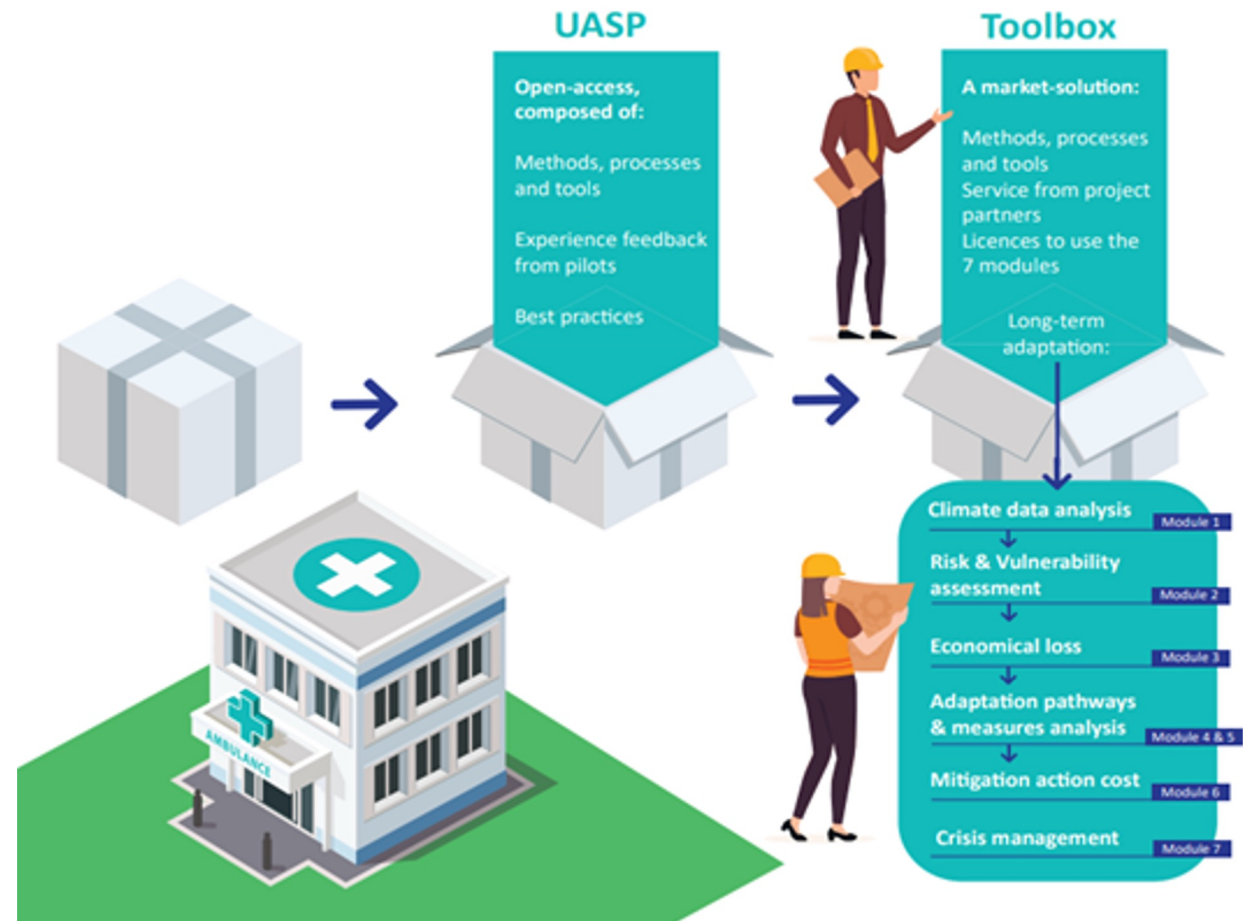 UASP
Open-access,
composed of:
Methods, processes
and tools
Experience feedback
from pilots
Best practices
Toolbox
A market-solution:
Methods, processes
and tools
Service from project
partners
Licences to use the
7 modules
Long-term
adaptation:
Climate data analysis
Module 1
Risk & Vulnerability
assessment
Module 2
Economical loss
Module 3
Adaptation pathways
& measures analysis
Module 4 & 5
Mitigation action cost
Module 6
Crisis management
Module 7
AMBULANCE